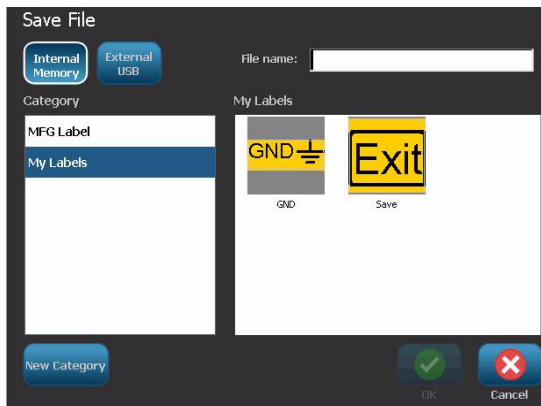 Save File
Internal
Memory
External
USB
File name:
Category
My Labels
MFG Label
My Labels
GND
Exit
GND
Save
New Category
OK
Cancel